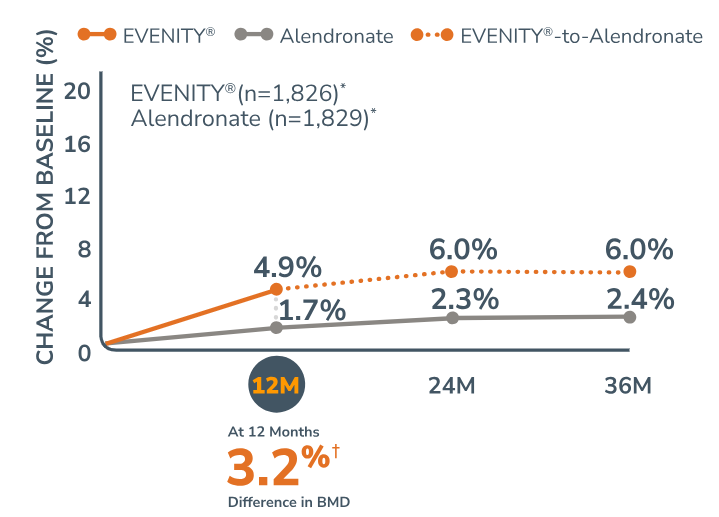 EVENITY® Alendronate EVENITY®-to-Alendronate
CHANGE FROM BASELINE (%)
EVENITY®(n=1,826)*
Alendronate (n=1,829)*
20
16
12
8
4
0
4.9% 6.0% 6.0%
1.7% 2.3% 2.4%
12M 24M 36M
At 12 Months
3.2%†
Difference in BMD